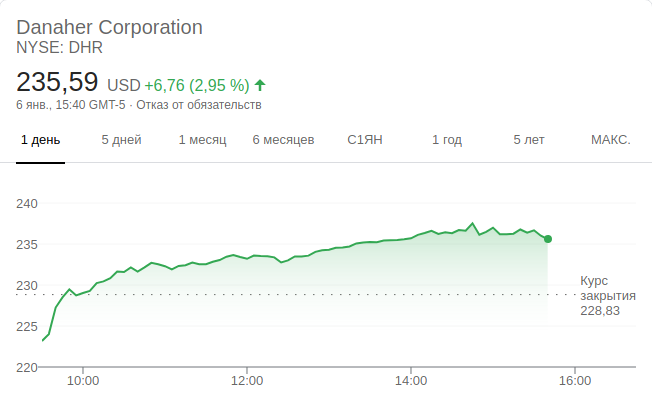 Danaher Corporation
NYSE: DHR
235,59 USD +6,76 (2,95 %)
6 янв., 15:40 GMT-5 · Отказ от обязательств
1 день 5 дней 1 месяц 6 месяцев С1ЯН 1 год 5 лет МАКС.
240
235
230
225
220
Курс
закрытия
228,83
10:00 12:00 14:00 16:00